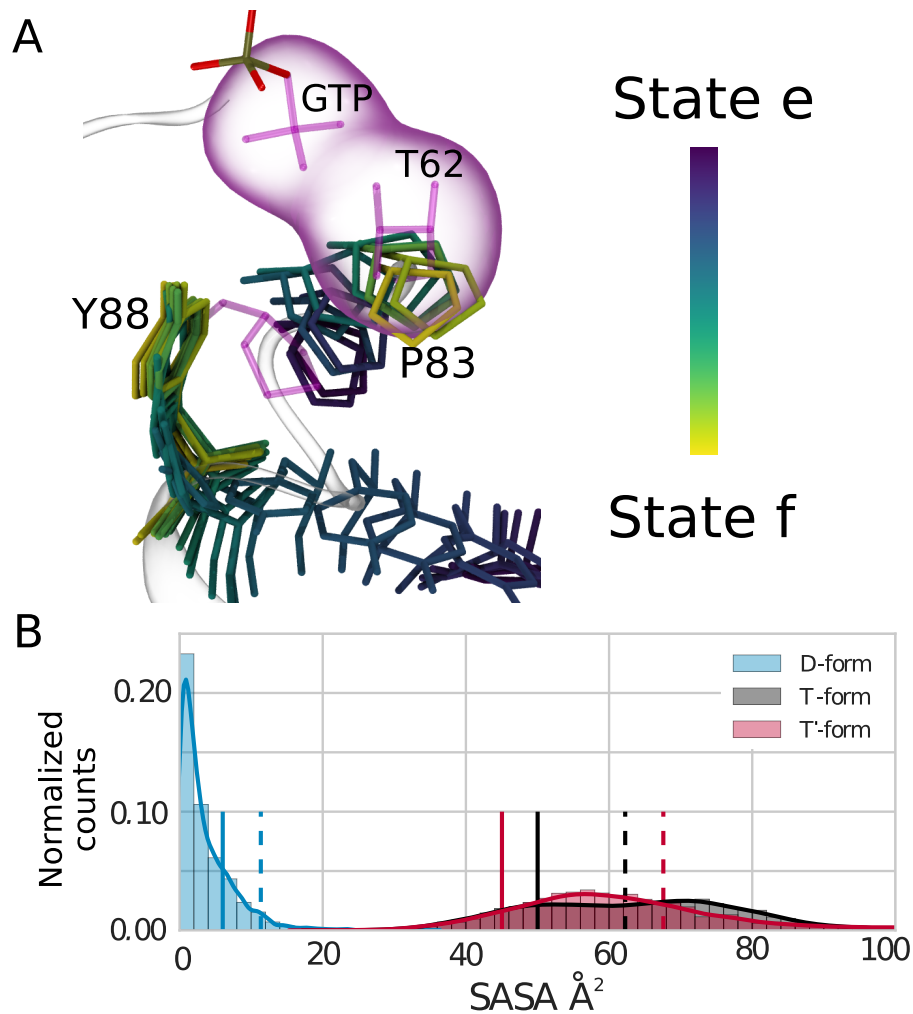 A
GTP
T62
Y88
P83
State e
State f
B
Normalized
counts
0.20
0.10
0.00
D-form
T-form
T'-form
0
20
40
60
80
100
SASA Å²